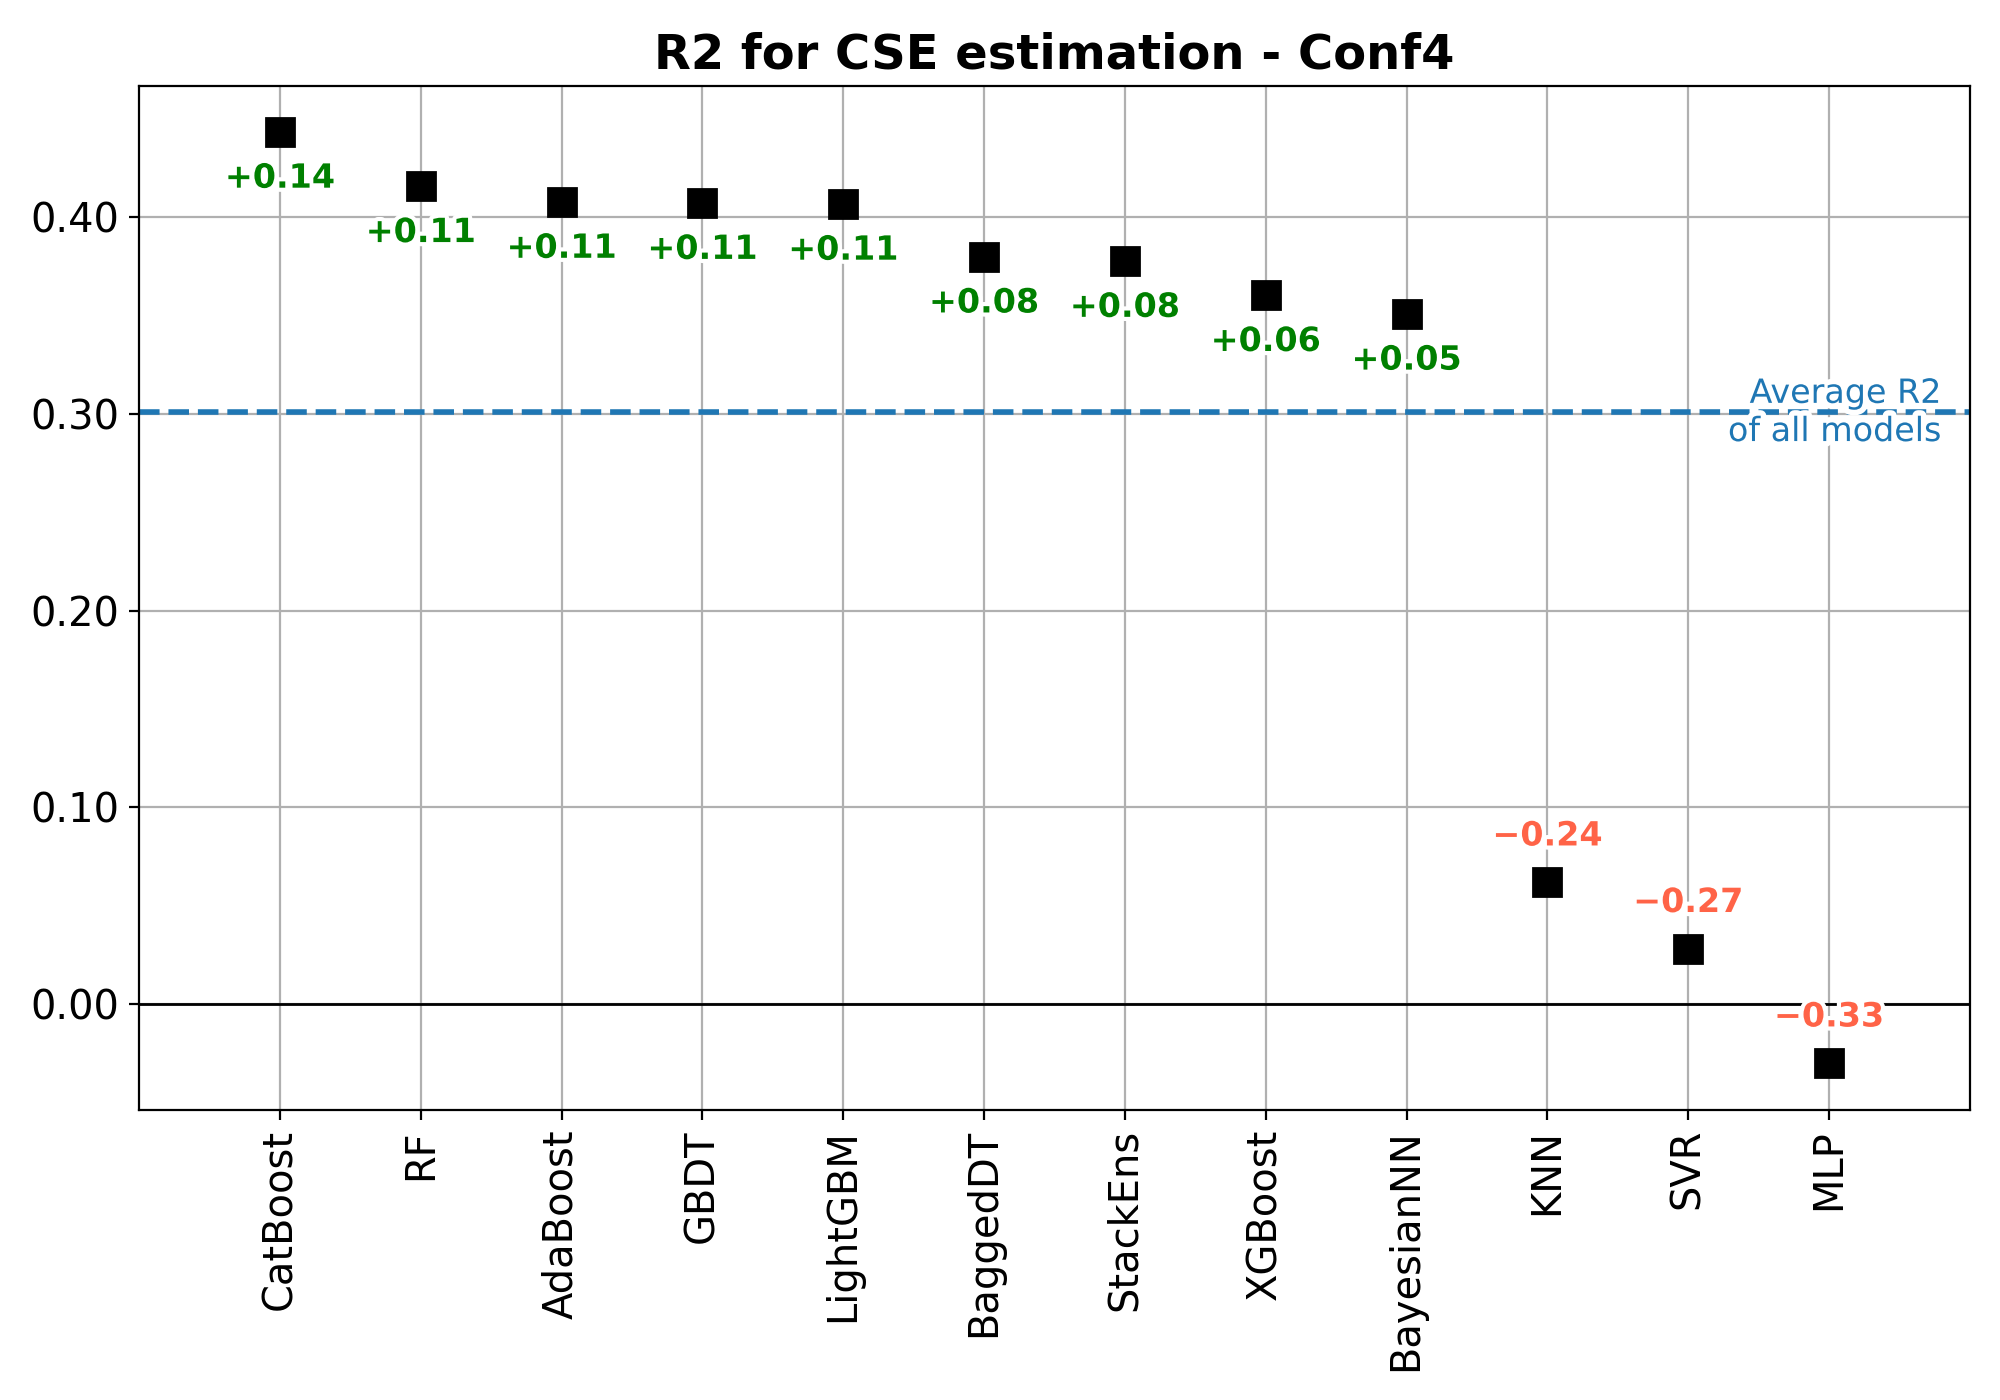 R2 for CSE estimation - Conf4
0.40
0.30
0.20
0.10
0.00
+0.14
+0.11
+0.11
+0.11
+0.11
+0.08
+0.08
+0.06
+0.05
−0.24
−0.27
−0.33
Average R2
of all models
CatBoost
RF
AdaBoost
GBDT
LightGBM
BaggedDT
StackEns
XGBoost
BayesianNN
KNN
SVR
MLP